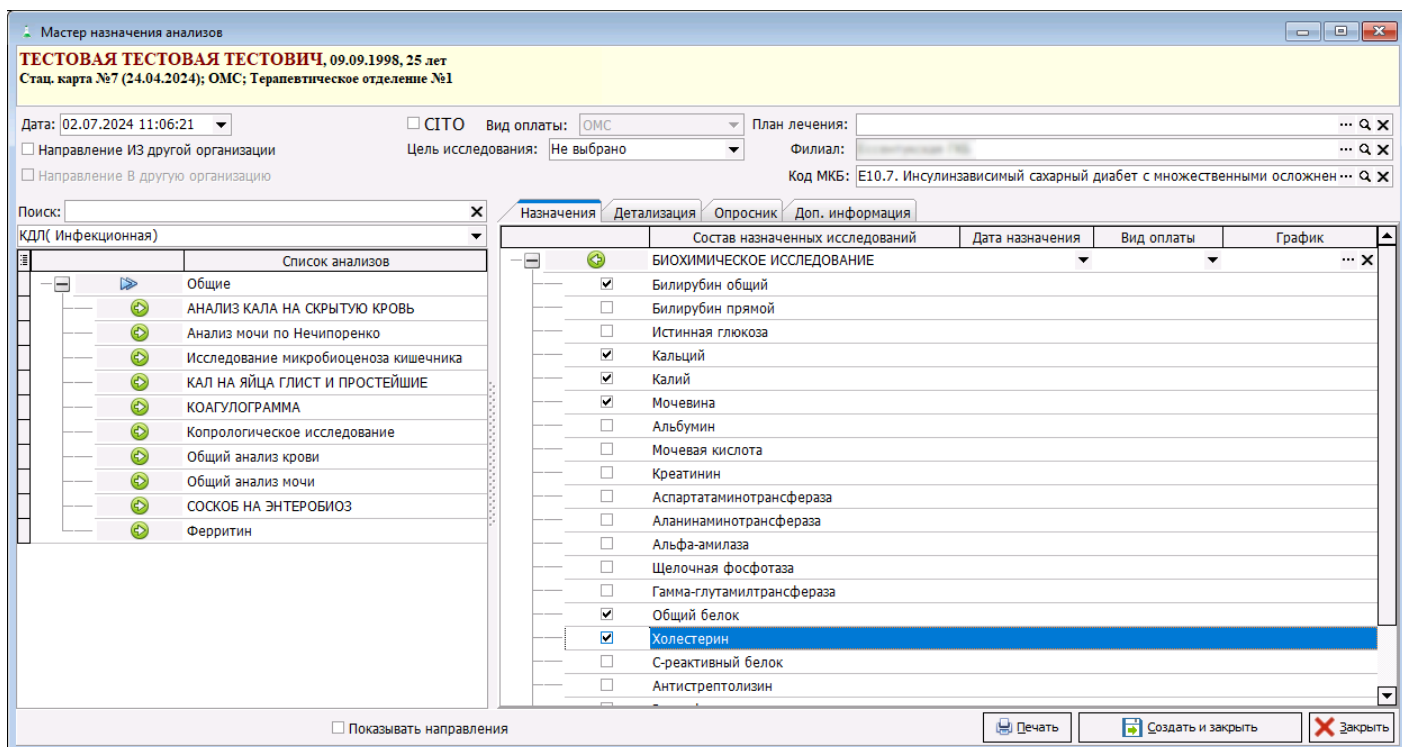 Мастер назначения анализов
ТЕСТОВАЯ ТЕСТОВАЯ ТЕСТОВИЧ, 09.09.1998, 25 лет
Стац. карта №7 (24.04.2024); ОМС; Терапевтическое отделение №1
Дата: 02.07.2024 11:06:21 CITO Вид оплаты: ОМС План лечения:
Направление ИЗ другой организации Цель исследования: Не выбрано Филиал:
Направление В другую организацию Код МКБ: E10.7. Инсулинзависимый сахарный диабет с множественными осложнен
Поиск:
КДЛ( Инфекционная)
Список анализов
Общие
АНАЛИЗ КАЛА НА СКРЫТУЮ КРОВЬ
Анализ мочи по Нечипоренко
Исследование микробиоценоза кишечника
КАЛ НА ЯЙЦА ГЛИСТ И ПРОСТЕЙШИЕ
КОАГУЛОГРАММА
Копрологическое исследование
Общий анализ крови
Общий анализ мочи
СОСКОБ НА ЭНТЕРОБИОЗ
Ферритин
Назначения Детализация Опросник Доп. информация
Состав назначенных исследований Дата назначения Вид оплаты График
БИОХИМИЧЕСКОЕ ИССЛЕДОВАНИЕ
Билирубин общий
Билирубин прямой
Истинная глюкоза
Кальций
Калий
Мочевина
Альбумин
Мочевая кислота
Креатинин
Аспартатаминотрансфераза
Аланинаминотрансфераза
Альфа-амилаза
Щелочная фосфотаза
Гамма-глутамилтрансфераза
Общий белок
Холестерин
С-реактивный белок
Антистрептолизин
Показывать направления Печать Создать и закрыть Закрыть